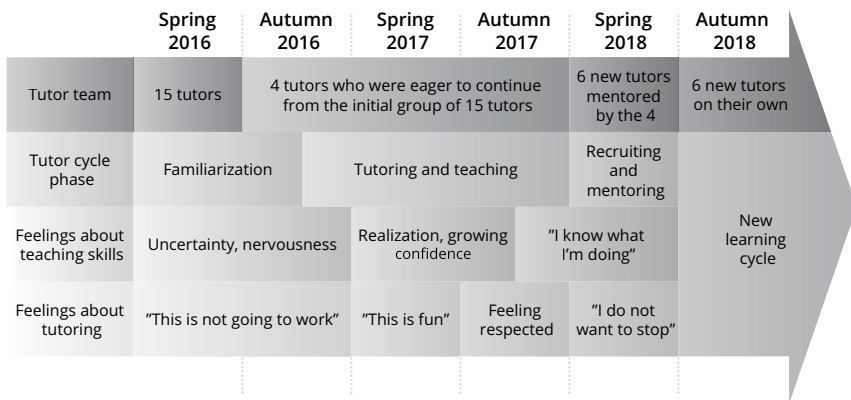 Spring
2016
Autumn
2016
Spring
2017
Autumn
2017
Spring
2018
Autumn
2018
Tutor team
15 tutors
4 tutors who were eager to continue
from the initial group of 15 tutors
6 new tutors
mentored
by the 4
6 new tutors
on their own
Tutor cycle
phase
Familiarization
Tutoring and teaching
Recruiting
and
mentoring
Feelings about
teaching skills
Uncertainty, nervousness
Realization, growing
confidence
”I know what
I’m doing”
New
learning
cycle
Feelings about
tutoring
”This is not going to work”
”This is fun”
Feeling
respected
”I do not
want to stop”